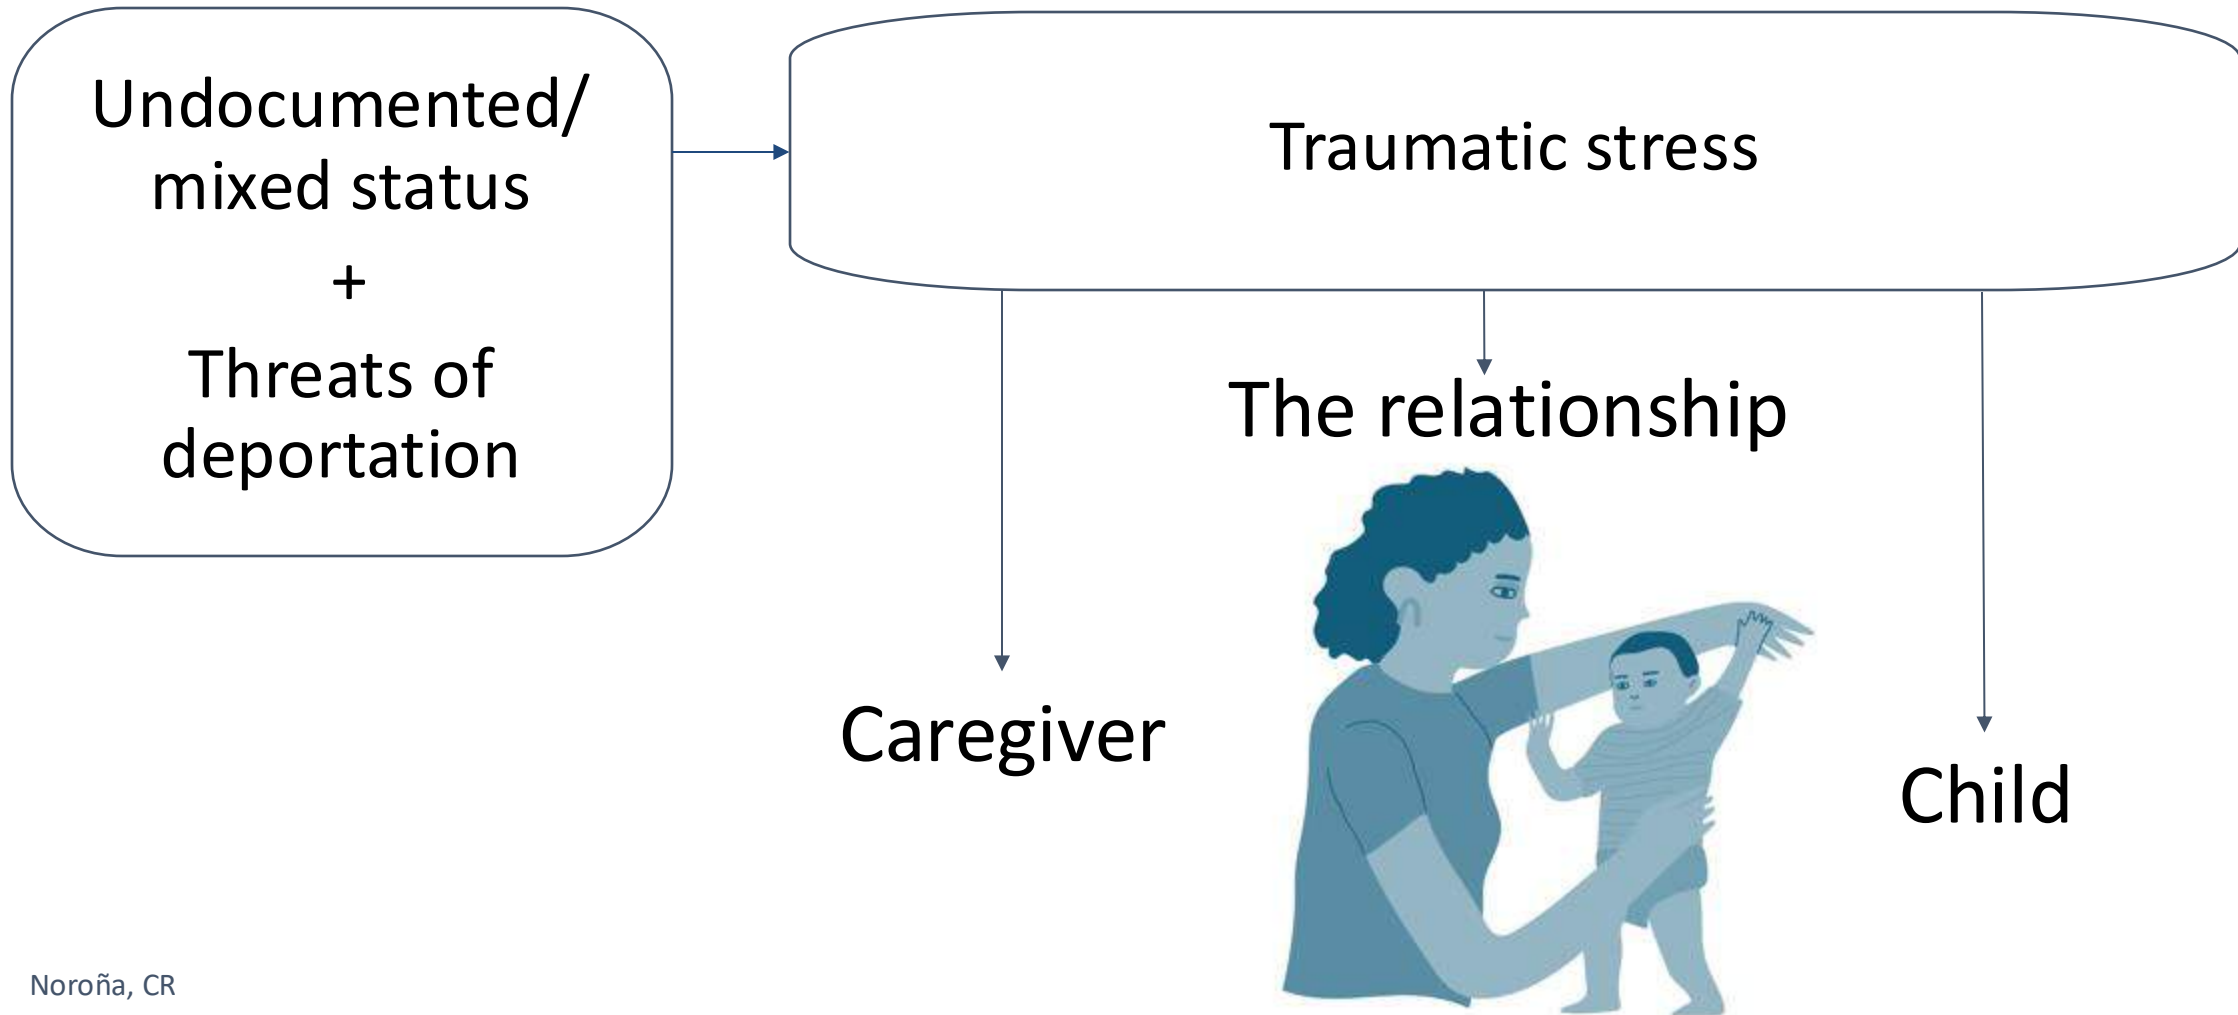 Undocumented/
mixed status
+
Threats of
deportation
Traumatic stress
The relationship
Caregiver
Child
Noroña, CR